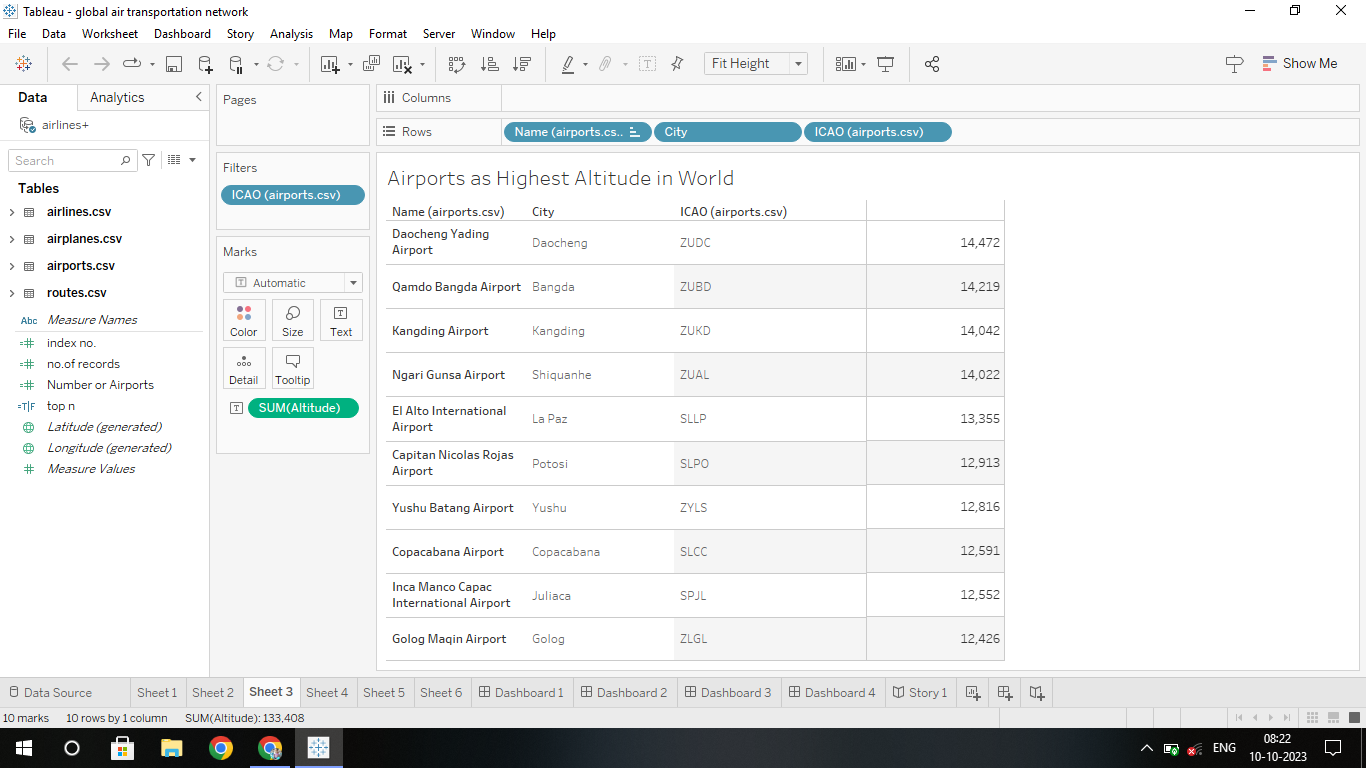 Tableau - global air transportation network
File Data Worksheet Dashboard Story Analysis Map Format Server Window Help
Fit Height
Show Me
Data Analytics
airlines+
Search
Tables
airlines.csv
airplanes.csv
airports.csv
routes.csv
Abc Measure Names
index no.
no.of records
Number or Airports
T|F top n
Latitude (generated)
Longitude (generated)
Measure Values
Pages
Filters
ICAO (airports.csv)
Marks
Automatic
Color Size Text
Detail Tooltip
SUM(Altitude)
Columns
Rows Name (airports.cs.. City ICAO (airports.csv)
Airports as Highest Altitude in World
Name (airports.csv) City ICAO (airports.csv)
Daocheng Yading
Airport Daocheng ZUDC 14,472
Qamdo Bangda Airport Bangda ZUBD 14,219
Kangding Airport Kangding ZUKD 14,042
Ngari Gunsa Airport Shiquanhe ZUAL 14,022
El Alto International
Airport La Paz SLLP 13,355
Capitan Nicolas Rojas
Airport Potosi SLPO 12,913
Yushu Batang Airport Yushu ZYLS 12,816
Copacabana Airport Copacabana SLCC 12,591
Inca Manco Capac
International Airport Juliaca SPJL 12,552
Golog Maqin Airport Golog ZLGL 12,426
Data Source Sheet 1 Sheet 2 Sheet 3 Sheet 4 Sheet 5 Sheet 6 Dashboard 1 Dashboard 2 Dashboard 3 Dashboard 4 Story 1
10 marks 10 rows by 1 column SUM(Altitude): 133,408
ENG
08:22
10-10-2023